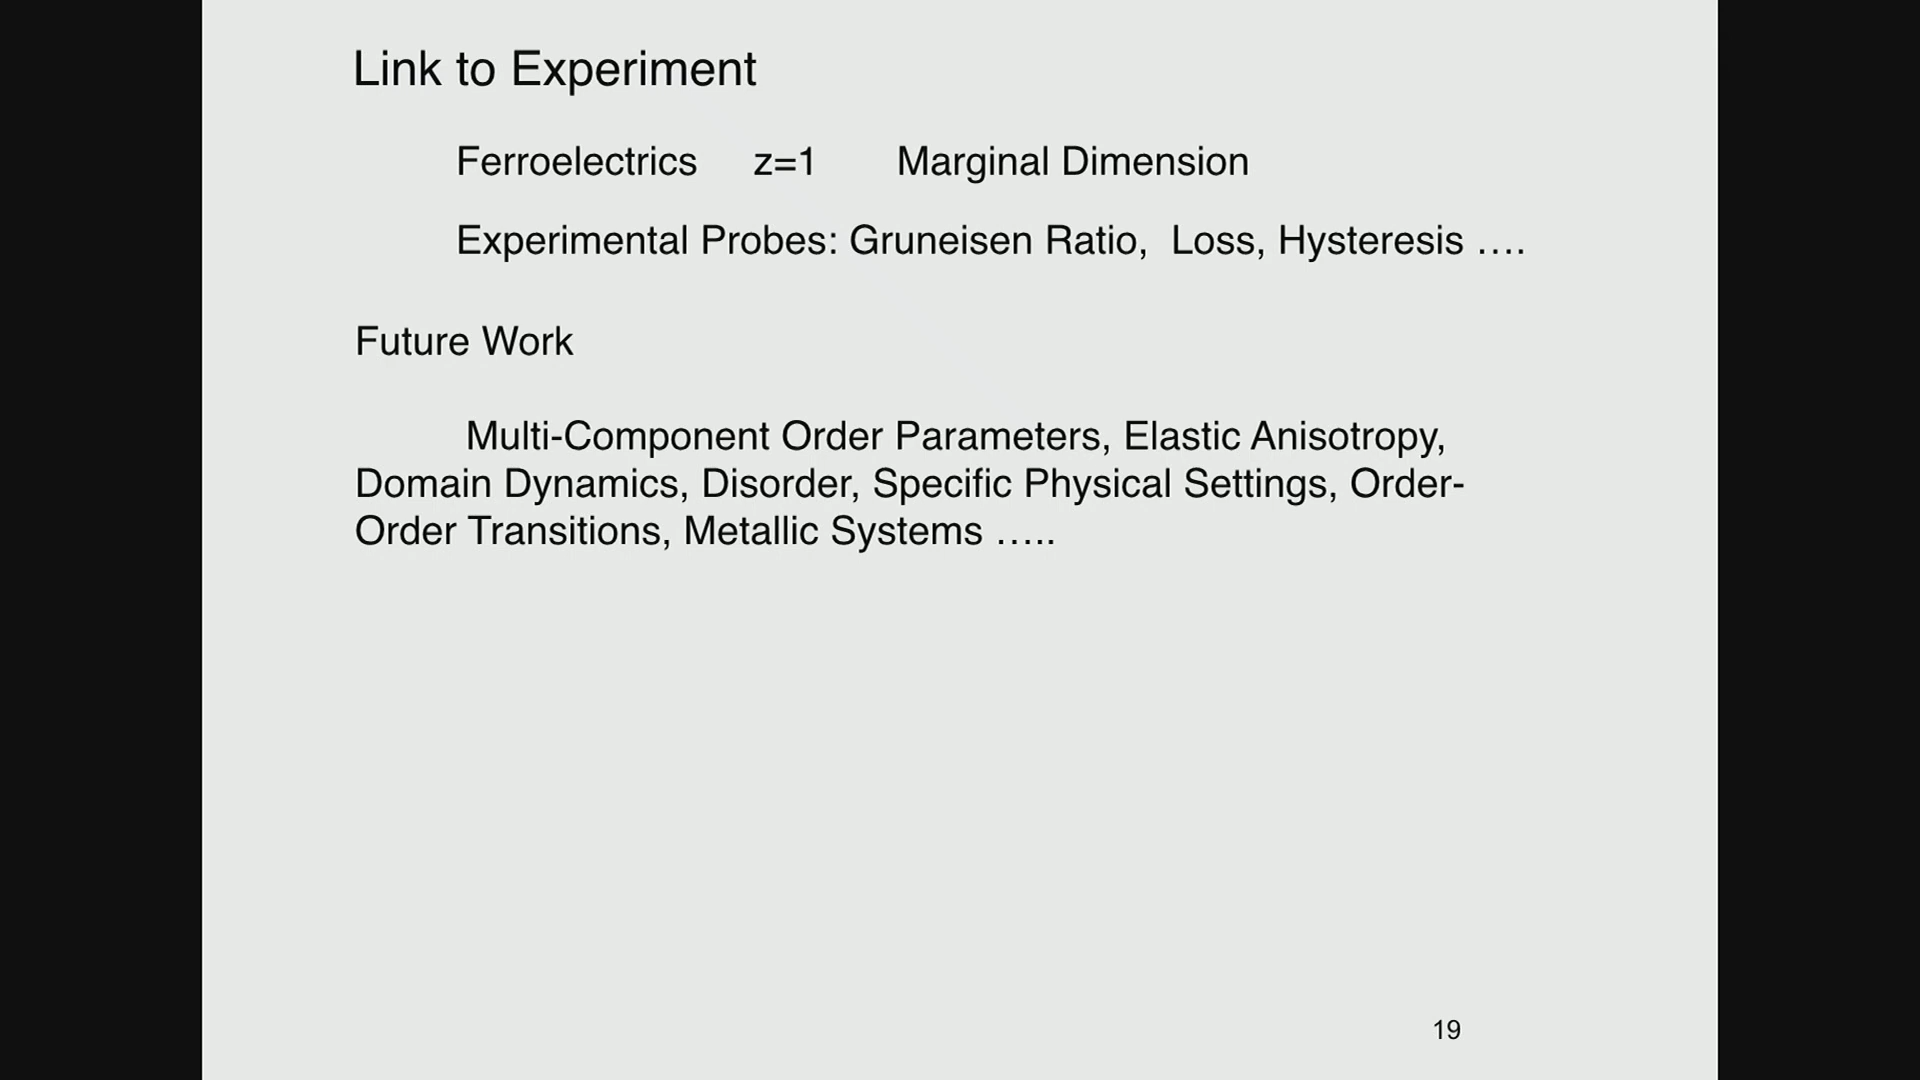 Link to Experiment
Ferroelectrics z=1 Marginal Dimension
Experimental Probes: Gruneisen Ratio, Loss, Hysteresis ….
Future Work
Multi-Component Order Parameters, Elastic Anisotropy,
Domain Dynamics, Disorder, Specific Physical Settings, Order-
Order Transitions, Metallic Systems …..
19